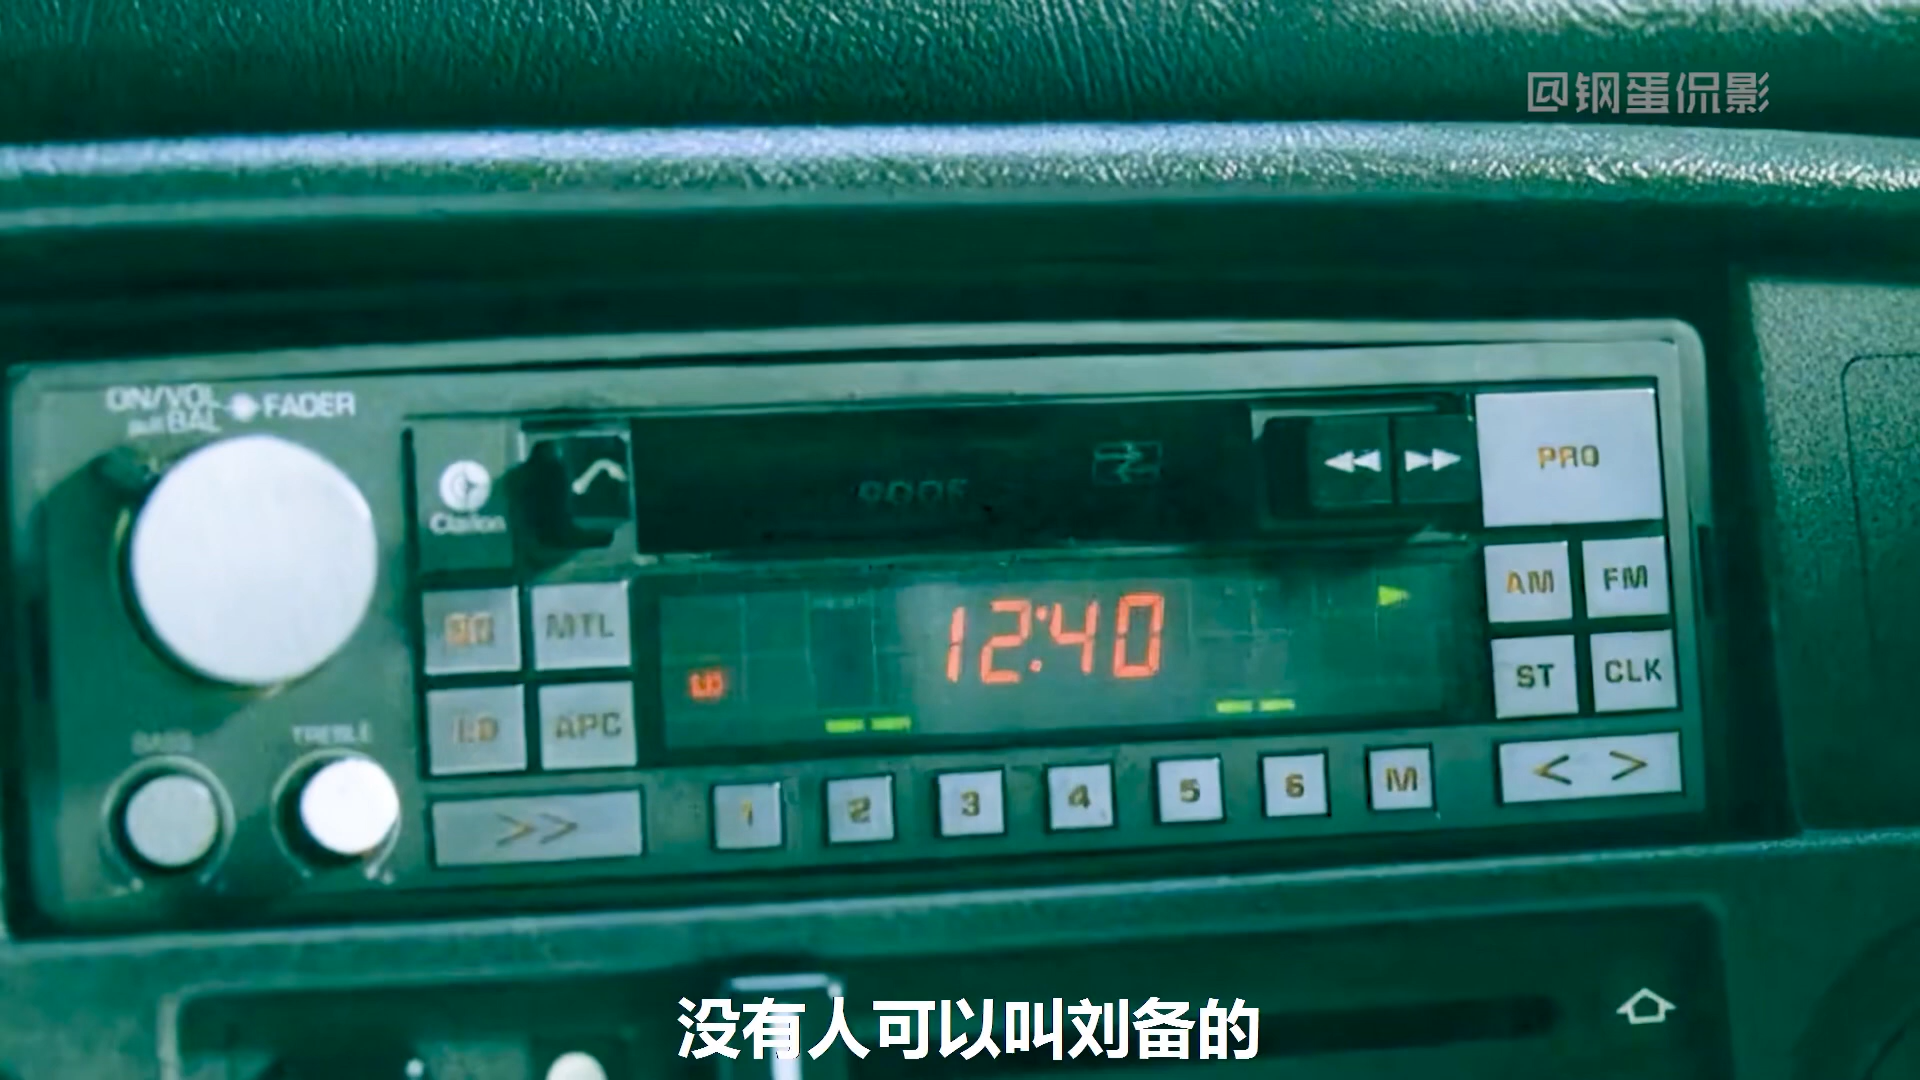 @钢蛋侃影
ON/VOL
FADER
BAL
Clarion
PRO
AM FM
MTL
12:40
ST CLK
APC
BASS TREBLE
1 2 3 4 5 6 M < >
>>
没有人可以叫刘备的